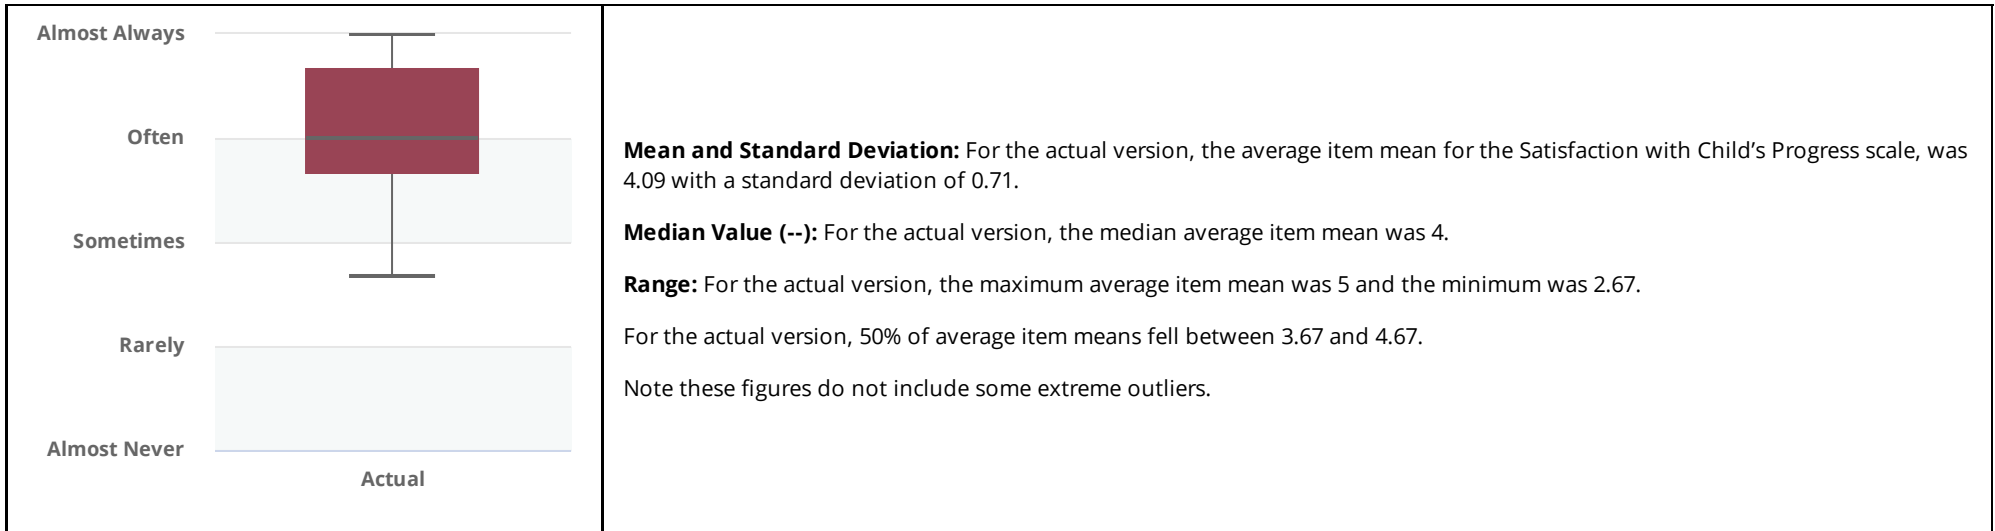 Almost Always
Often
Sometimes
Rarely
Almost Never
Actual
Mean and Standard Deviation: For the actual version, the average item mean for the Satisfaction with Child’s Progress scale, was
4.09 with a standard deviation of 0.71.
Median Value (--): For the actual version, the median average item mean was 4.
Range: For the actual version, the maximum average item mean was 5 and the minimum was 2.67.
For the actual version, 50% of average item means fell between 3.67 and 4.67.
Note these figures do not include some extreme outliers.